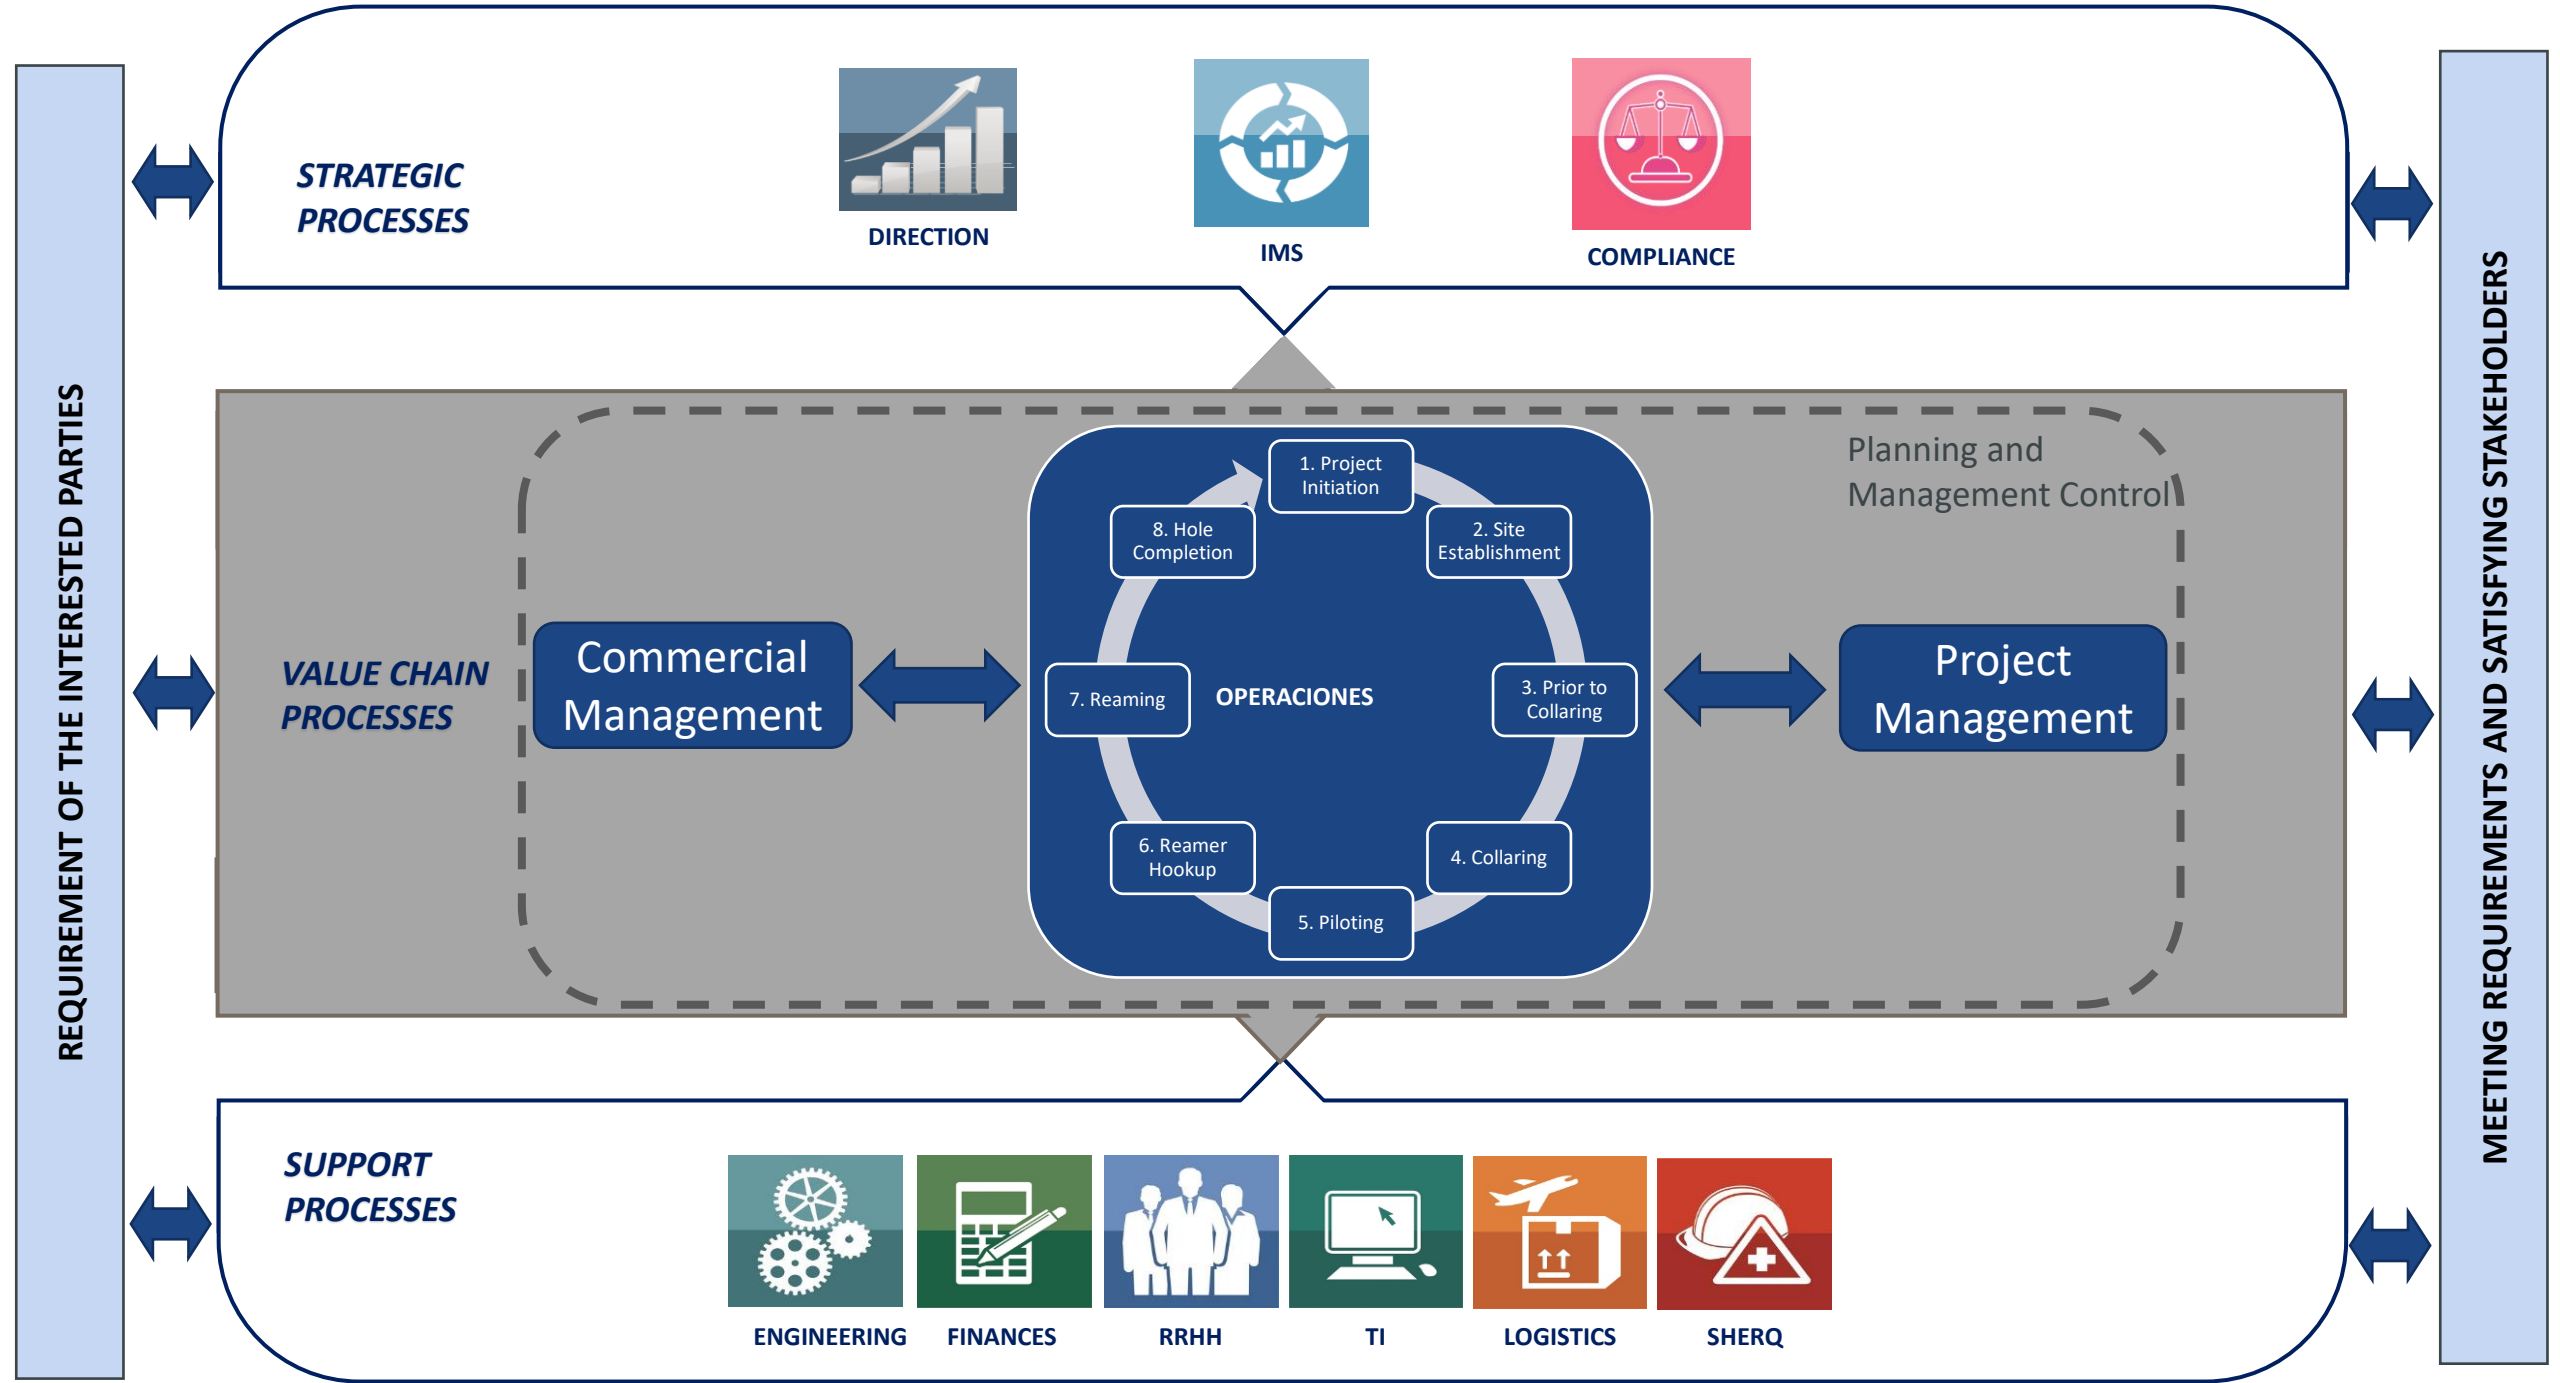 REQUIREMENT OF THE INTERESTED PARTIES
STRATEGIC
PROCESSES
DIRECTION
IMS
COMPLIANCE
VALUE CHAIN
PROCESSES
Planning and
Management Control
Commercial
Management
OPERACIONES
1. Project
Initiation
2. Site
Establishment
3. Prior to
Collaring
4. Collaring
5. Piloting
6. Reamer
Hookup
7. Reaming
8. Hole
Completion
Project
Management
SUPPORT
PROCESSES
ENGINEERING
FINANCES
RRHH
TI
LOGISTICS
SHERQ
MEETING REQUIREMENTS AND SATISFYING STAKEHOLDERS